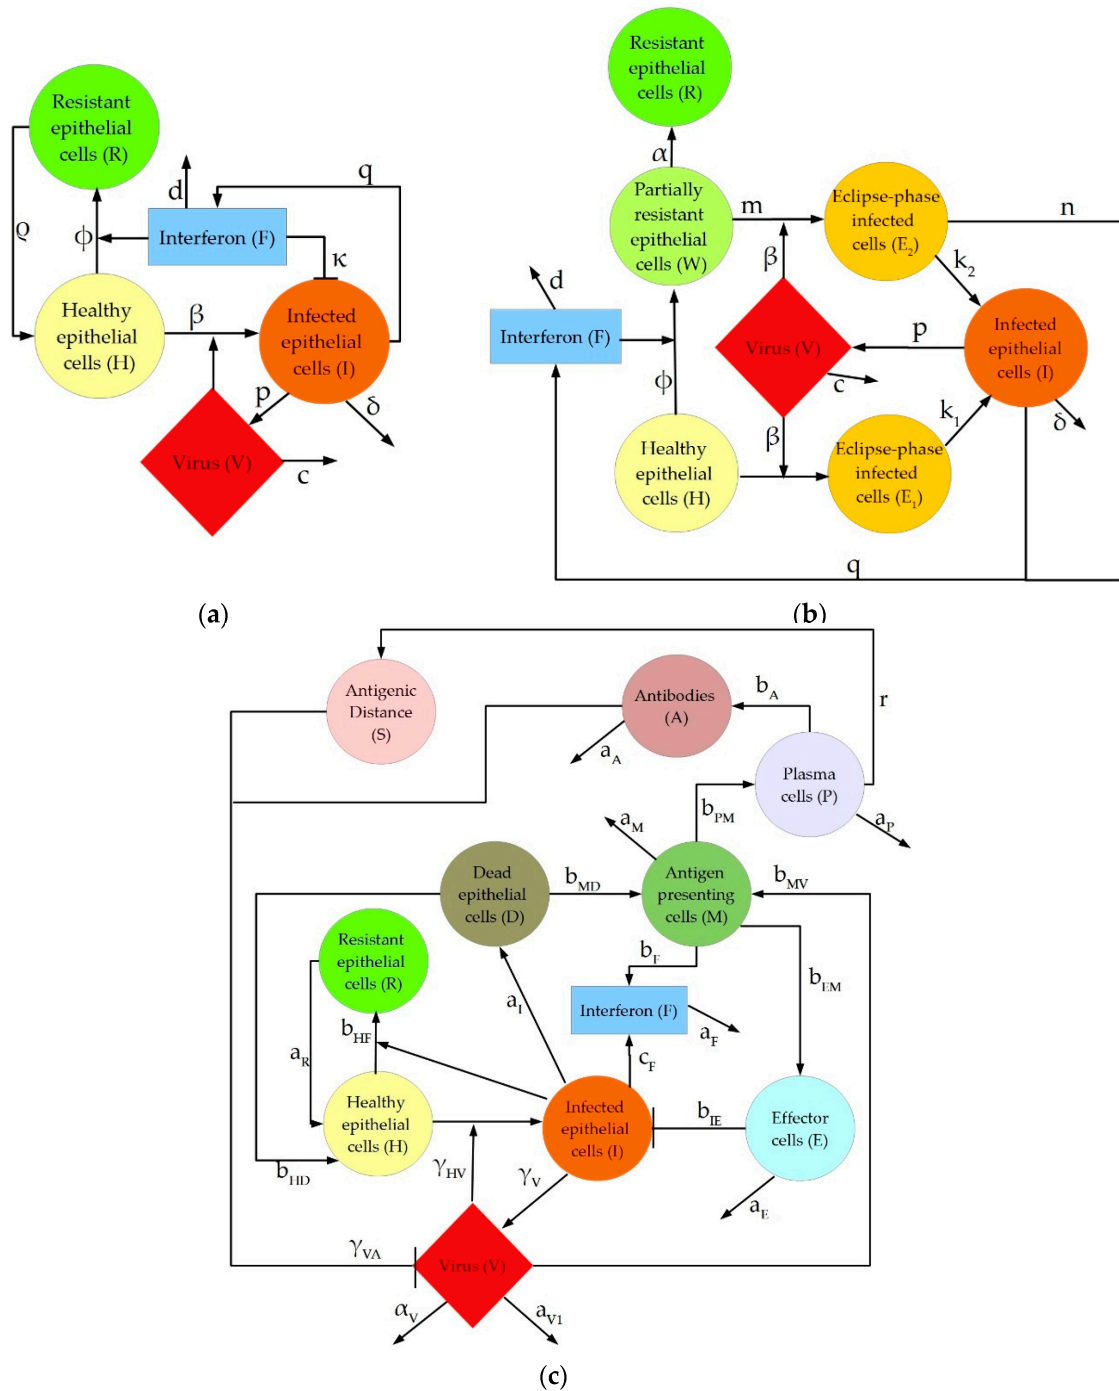 Resistant
epithelial
cells (R)
d
q
ϱ
ϕ
Interferon (F)
κ
Healthy
epithelial
cells (H)
β
Infected
epithelial
cells (I)
p
δ
Virus (V)
c
(a)
Resistant
epithelial
cells (R)
α
Partially
resistant
epithelial
cells (W)
m
Eclipse-phase
infected
cells (E2)
n
β
k2
d
Interferon (F)
Virus (V)
p
Infected
epithelial
cells (I)
c
ϕ
β
k1
δ
Healthy
epithelial
cells (H)
Eclipse-phase
infected
cells (E1)
q
(b)
Antigenic
Distance
(S)
Antibodies
(A)
bA
r
aA
Plasma
cells (P)
bPM
aP
aM
Dead
epithelial
cells (D)
bMD
Antigen
presenting
cells (M)
bMV
Resistant
epithelial
cells (R)
bF
bEM
aI
Interferon (F)
aF
bHF
aR
cF
Healthy
epithelial
cells (H)
Infected
epithelial
cells (I)
bIE
Effector
cells (E)
bHD
γHV
γV
aE
γVA
Virus (V)
αV
aV1
(c)